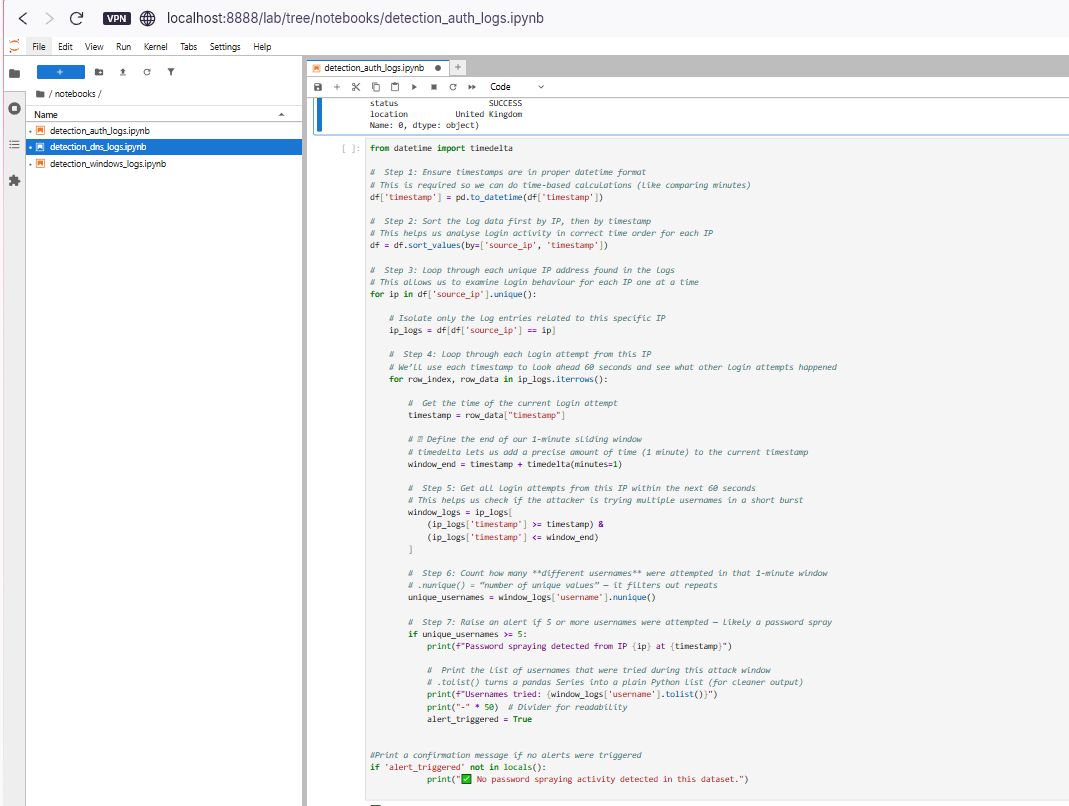 VPN localhost:8888/lab/tree/notebooks/detection_auth_logs.ipynb
File Edit View Run Kernel Tabs Settings Help
/ notebooks /
Name
detection_auth_logs.ipynb
detection_dns_logs.ipynb
detection_windows_logs.ipynb
detection_auth_logs.ipynb
Code
status SUCCESS
location United Kingdom
Name: 0, dtype: object)
[ ]: from datetime import timedelta
# Step 1: Ensure timestamps are in proper datetime format
# This is required so we can do time-based calculations (like comparing minutes)
df['timestamp'] = pd.to_datetime(df['timestamp'])
# Step 2: Sort the log data first by IP, then by timestamp
# This helps us analyse login activity in correct time order for each IP
df = df.sort_values(by=['source_ip', 'timestamp'])
# Step 3: Loop through each unique IP address found in the logs
# This allows us to examine login behaviour for each IP one at a time
for ip in df['source_ip'].unique():
# Isolate only the log entries related to this specific IP
ip_logs = df[df['source_ip'] == ip]
# Step 4: Loop through each login attempt from this IP
# We'll use each timestamp to look ahead 60 seconds and see what other login attempts happened
for row_index, row_data in ip_logs.iterrows():
# Get the time of the current login attempt
timestamp = row_data["timestamp"]
# Define the end of our 1-minute sliding window
# timedelta lets us add a precise amount of time (1 minute) to the current timestamp
window_end = timestamp + timedelta(minutes=1)
# Step 5: Get all login attempts from this IP within the next 60 seconds
# This helps us check if the attacker is trying multiple usernames in a short burst
window_logs = ip_logs[
(ip_logs['timestamp'] >= timestamp) &
(ip_logs['timestamp'] <= window_end)
]
# Step 6: Count how many **different usernames** were attempted in that 1-minute window
# .nunique() = "number of unique values" — it filters out repeats
unique_usernames = window_logs['username'].nunique()
# Step 7: Raise an alert if 5 or more usernames were attempted — likely a password spray
if unique_usernames >= 5:
print(f"Password spraying detected from IP {ip} at {timestamp}")
# Print the list of usernames that were tried during this attack window
# .tolist() turns a pandas Series into a plain Python list (for cleaner output)
print(f"Usernames tried: {window_logs['username'].tolist()}")
print("-" * 50) # Divider for readability
alert_triggered = True
#Print a confirmation message if no alerts were triggered
if 'alert_triggered' not in locals():
print("✅ No password spraying activity detected in this dataset.")